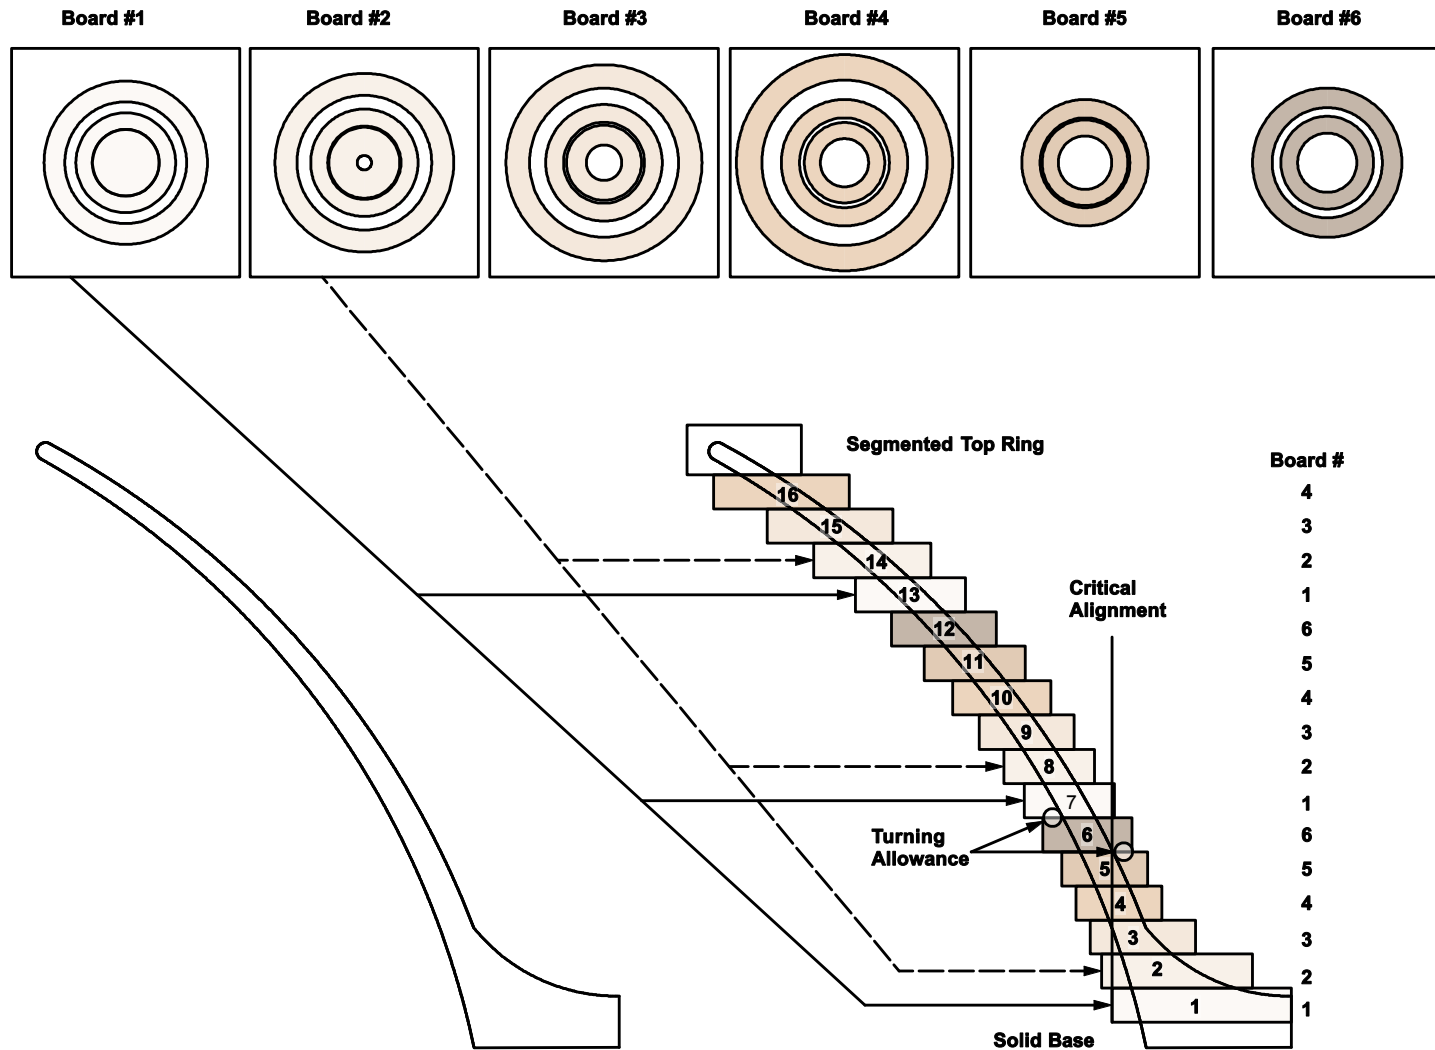 Board #1 Board #2 Board #3 Board #4 Board #5 Board #6
Segmented Top Ring
Board #
16 4
15 3
14 2
Critical
Alignment
13 1
12 6
11 5
10 4
9 3
8 2
7 1
Turning
Allowance
6 6
5 5
4 4
3 3
2 2
1 1
Solid Base